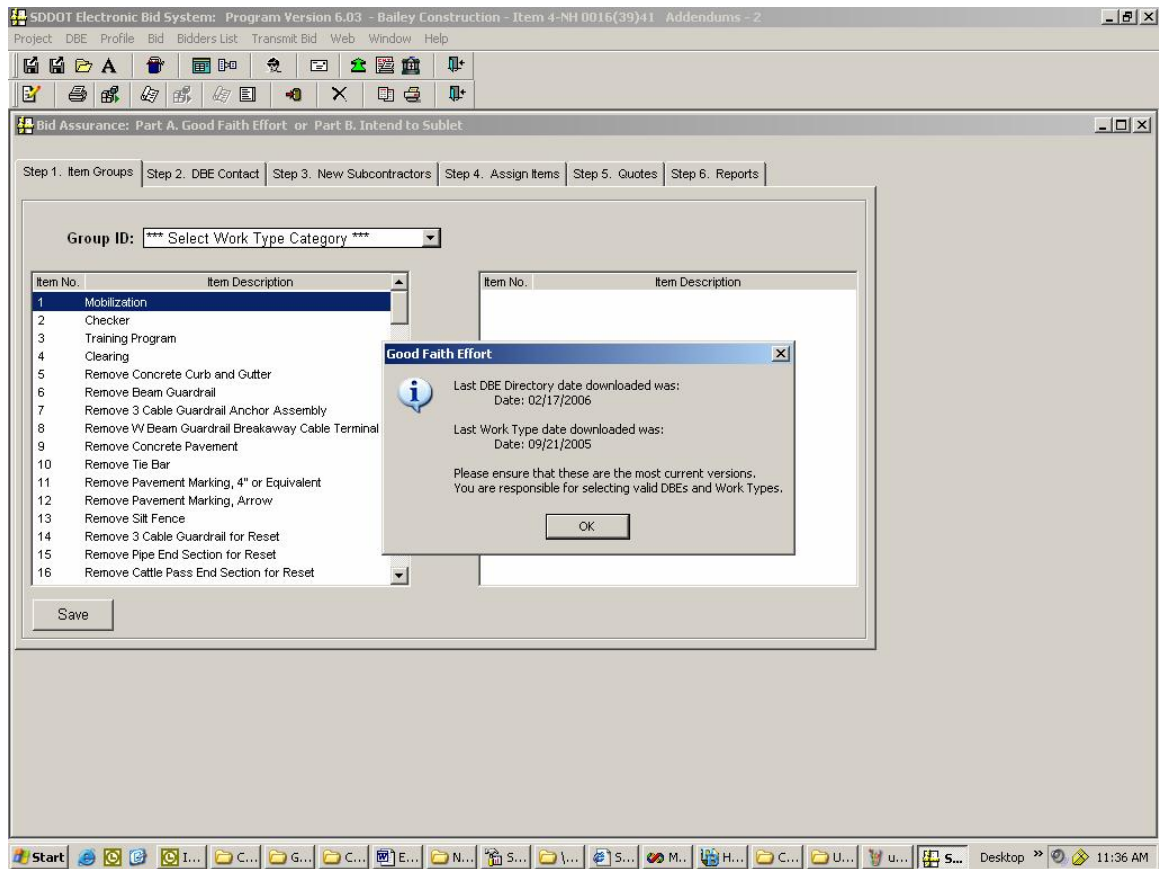 SDDOT Electronic Bid System: Program Version 6.03 - Bailey Construction - Item 4-NH 0016(39)41 Addendums - 2
Project DBE Profile Bid Bidders List Transmit Bid Web Window Help
Bid Assurance: Part A. Good Faith Effort or Part B. Intend to Sublet
Step 1. Item Groups Step 2. DBE Contact Step 3. New Subcontractors Step 4. Assign Items Step 5. Quotes Step 6. Reports
Group ID: *** Select Work Type Category ***
Item No. Item Description Item No. Item Description
1 Mobilization
2 Checker
3 Training Program
4 Clearing
5 Remove Concrete Curb and Gutter
6 Remove Beam Guardrail
7 Remove 3 Cable Guardrail Anchor Assembly
8 Remove W Beam Guardrail Breakaway Cable Terminal
9 Remove Concrete Pavement
10 Remove Tie Bar
11 Remove Pavement Marking, 4" or Equivalent
12 Remove Pavement Marking, Arrow
13 Remove Silt Fence
14 Remove 3 Cable Guardrail for Reset
15 Remove Pipe End Section for Reset
16 Remove Cattle Pass End Section for Reset
Good Faith Effort
Last DBE Directory date downloaded was:
Date: 02/17/2006
Last Work Type date downloaded was:
Date: 09/21/2005
Please ensure that these are the most current versions.
You are responsible for selecting valid DBEs and Work Types.
OK
Save
Start I... C... G... C... E... N... S... \... S... M.. H... C... U... u... S... Desktop » 11:36 AM